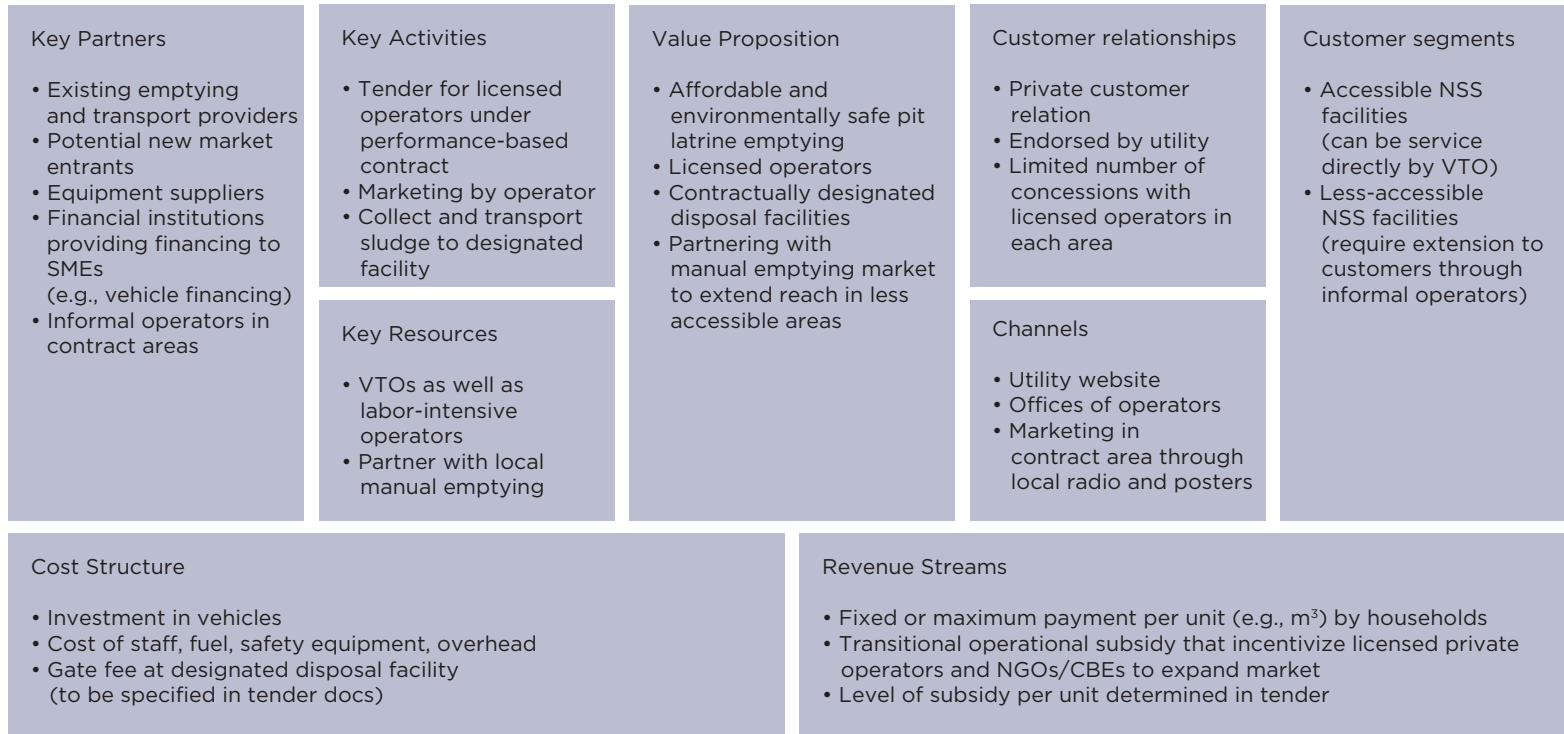 Key Partners
• Existing emptying
and transport providers
• Potential new market
entrants
• Equipment suppliers
• Financial institutions
providing financing to
SMEs
(e.g., vehicle financing)
• Informal operators in
contract areas
Key Activities
• Tender for licensed
operators under
performance-based
contract
• Marketing by operator
• Collect and transport
sludge to designated
facility
Key Resources
• VTOs as well as
labor-intensive
operators
• Partner with local
manual emptying
Value Proposition
• Affordable and
environmentally safe pit
latrine emptying
• Licensed operators
• Contractually designated
disposal facilities
• Partnering with
manual emptying market
to extend reach in less
accessible areas
Customer relationships
• Private customer
relation
• Endorsed by utility
• Limited number of
concessions with
licensed operators in
each area
Channels
• Utility website
• Offices of operators
• Marketing in
contract area through
local radio and posters
Customer segments
• Accessible NSS
facilities
(can be service
directly by VTO)
• Less-accessible
NSS facilities
(require extension to
customers through
informal operators)
Cost Structure
• Investment in vehicles
• Cost of staff, fuel, safety equipment, overhead
• Gate fee at designated disposal facility
(to be specified in tender docs)
Revenue Streams
• Fixed or maximum payment per unit (e.g., m³) by households
• Transitional operational subsidy that incentivize licensed private
operators and NGOs/CBEs to expand market
• Level of subsidy per unit determined in tender